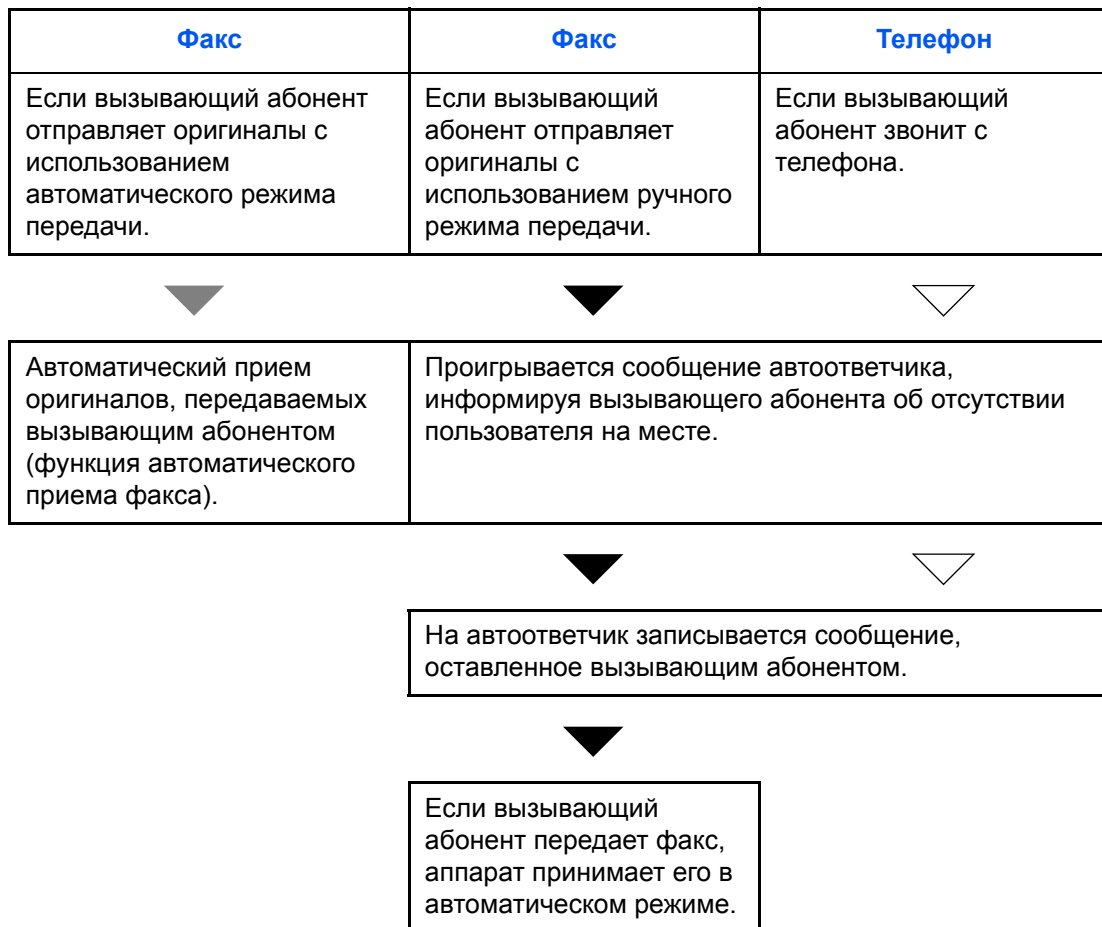 Факс
Факс
Телефон
Если вызывающий абонент
отправляет оригиналы с
использованием
автоматического режима
передачи.
Если вызывающий
абонент отправляет
оригиналы с
использованием ручного
режима передачи.
Если вызывающий
абонент звонит с
телефона.
Автоматический прием
оригиналов, передаваемых
вызывающим абонентом
(функция автоматического
приема факса).
Проигрывается сообщение автоответчика,
информируя вызывающего абонента об отсутствии
пользователя на месте.
На автоответчик записывается сообщение,
оставленное вызывающим абонентом.
Если вызывающий
абонент передает факс,
аппарат принимает его в
автоматическом режиме.